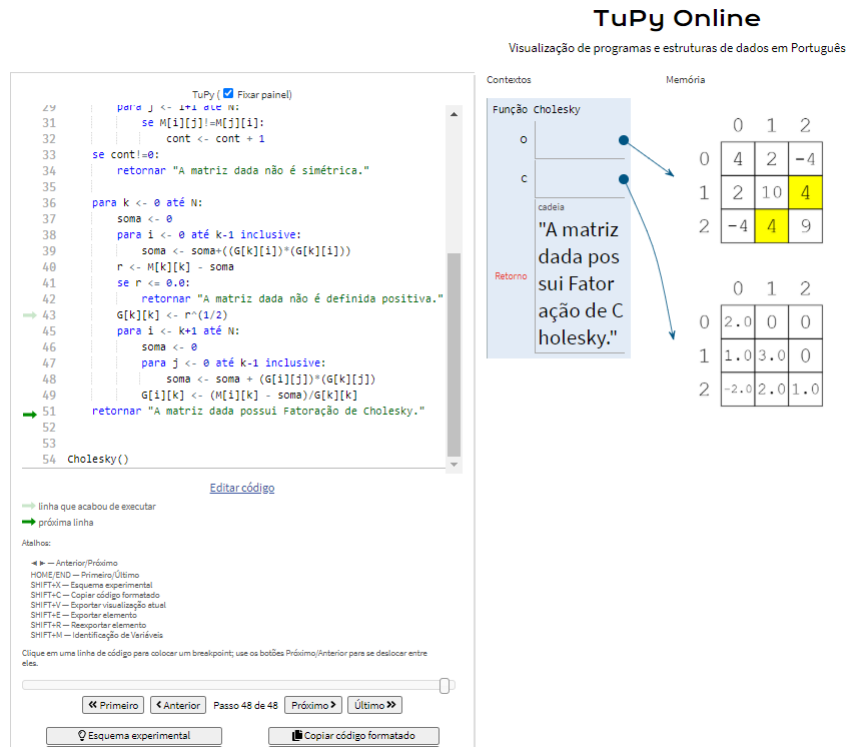 TuPy Online
Visualização de programas e estruturas de dados em Português
TuPy ( Fixar painel)
29 para j <- i+1 até N:
31 se M[i][j]!=M[j][i]:
32 cont <- cont + 1
33 se cont!=0:
34 retornar "A matriz dada não é simétrica."
35
36 para k <- 0 até N:
37 soma <- 0
38 para i <- 0 até k-1 inclusive:
39 soma <- soma+((G[k][i])*(G[k][i]))
40 r <- M[k][k] - soma
41 se r <= 0.0:
42 retornar "A matriz dada não é definida positiva."
43 G[k][k] <- r^(1/2)
45 para i <- k+1 até N:
46 soma <- 0
47 para j <- 0 até k-1 inclusive:
48 soma <- soma + (G[i][j])*(G[k][j])
49 G[i][k] <- (M[i][k] - soma)/G[k][k]
51 retornar "A matriz dada possui Fatoração de Cholesky."
52
53
54 Cholesky()
Editar código
linha que acabou de executar
próxima linha
Atalhos:
◄ ► — Anterior/Próximo
HOME/END — Primeiro/Último
SHIFT+X — Esquema experimental
SHIFT+C — Copiar código formatado
SHIFT+V — Exportar visualização atual
SHIFT+E — Exportar elemento
SHIFT+R — Reexportar elemento
SHIFT+M — Identificação de Variáveis
Clique em uma linha de código para colocar um breakpoint; use os botões Próximo/Anterior para se deslocar entre
eles.
Primeiro Anterior Passo 48 de 48 Próximo Último
Esquema experimental Copiar código formatado
Contextos Memória
Função Cholesky
O
C
cadeia
Retorno
"A matriz
dada pos
sui Fator
ação de C
holesky."
0 1 2
0 4 2 -4
1 2 10 4
2 -4 4 9
0 1 2
0 2.0 0 0
1 1.0 3.0 0
2 -2.0 2.0 1.0